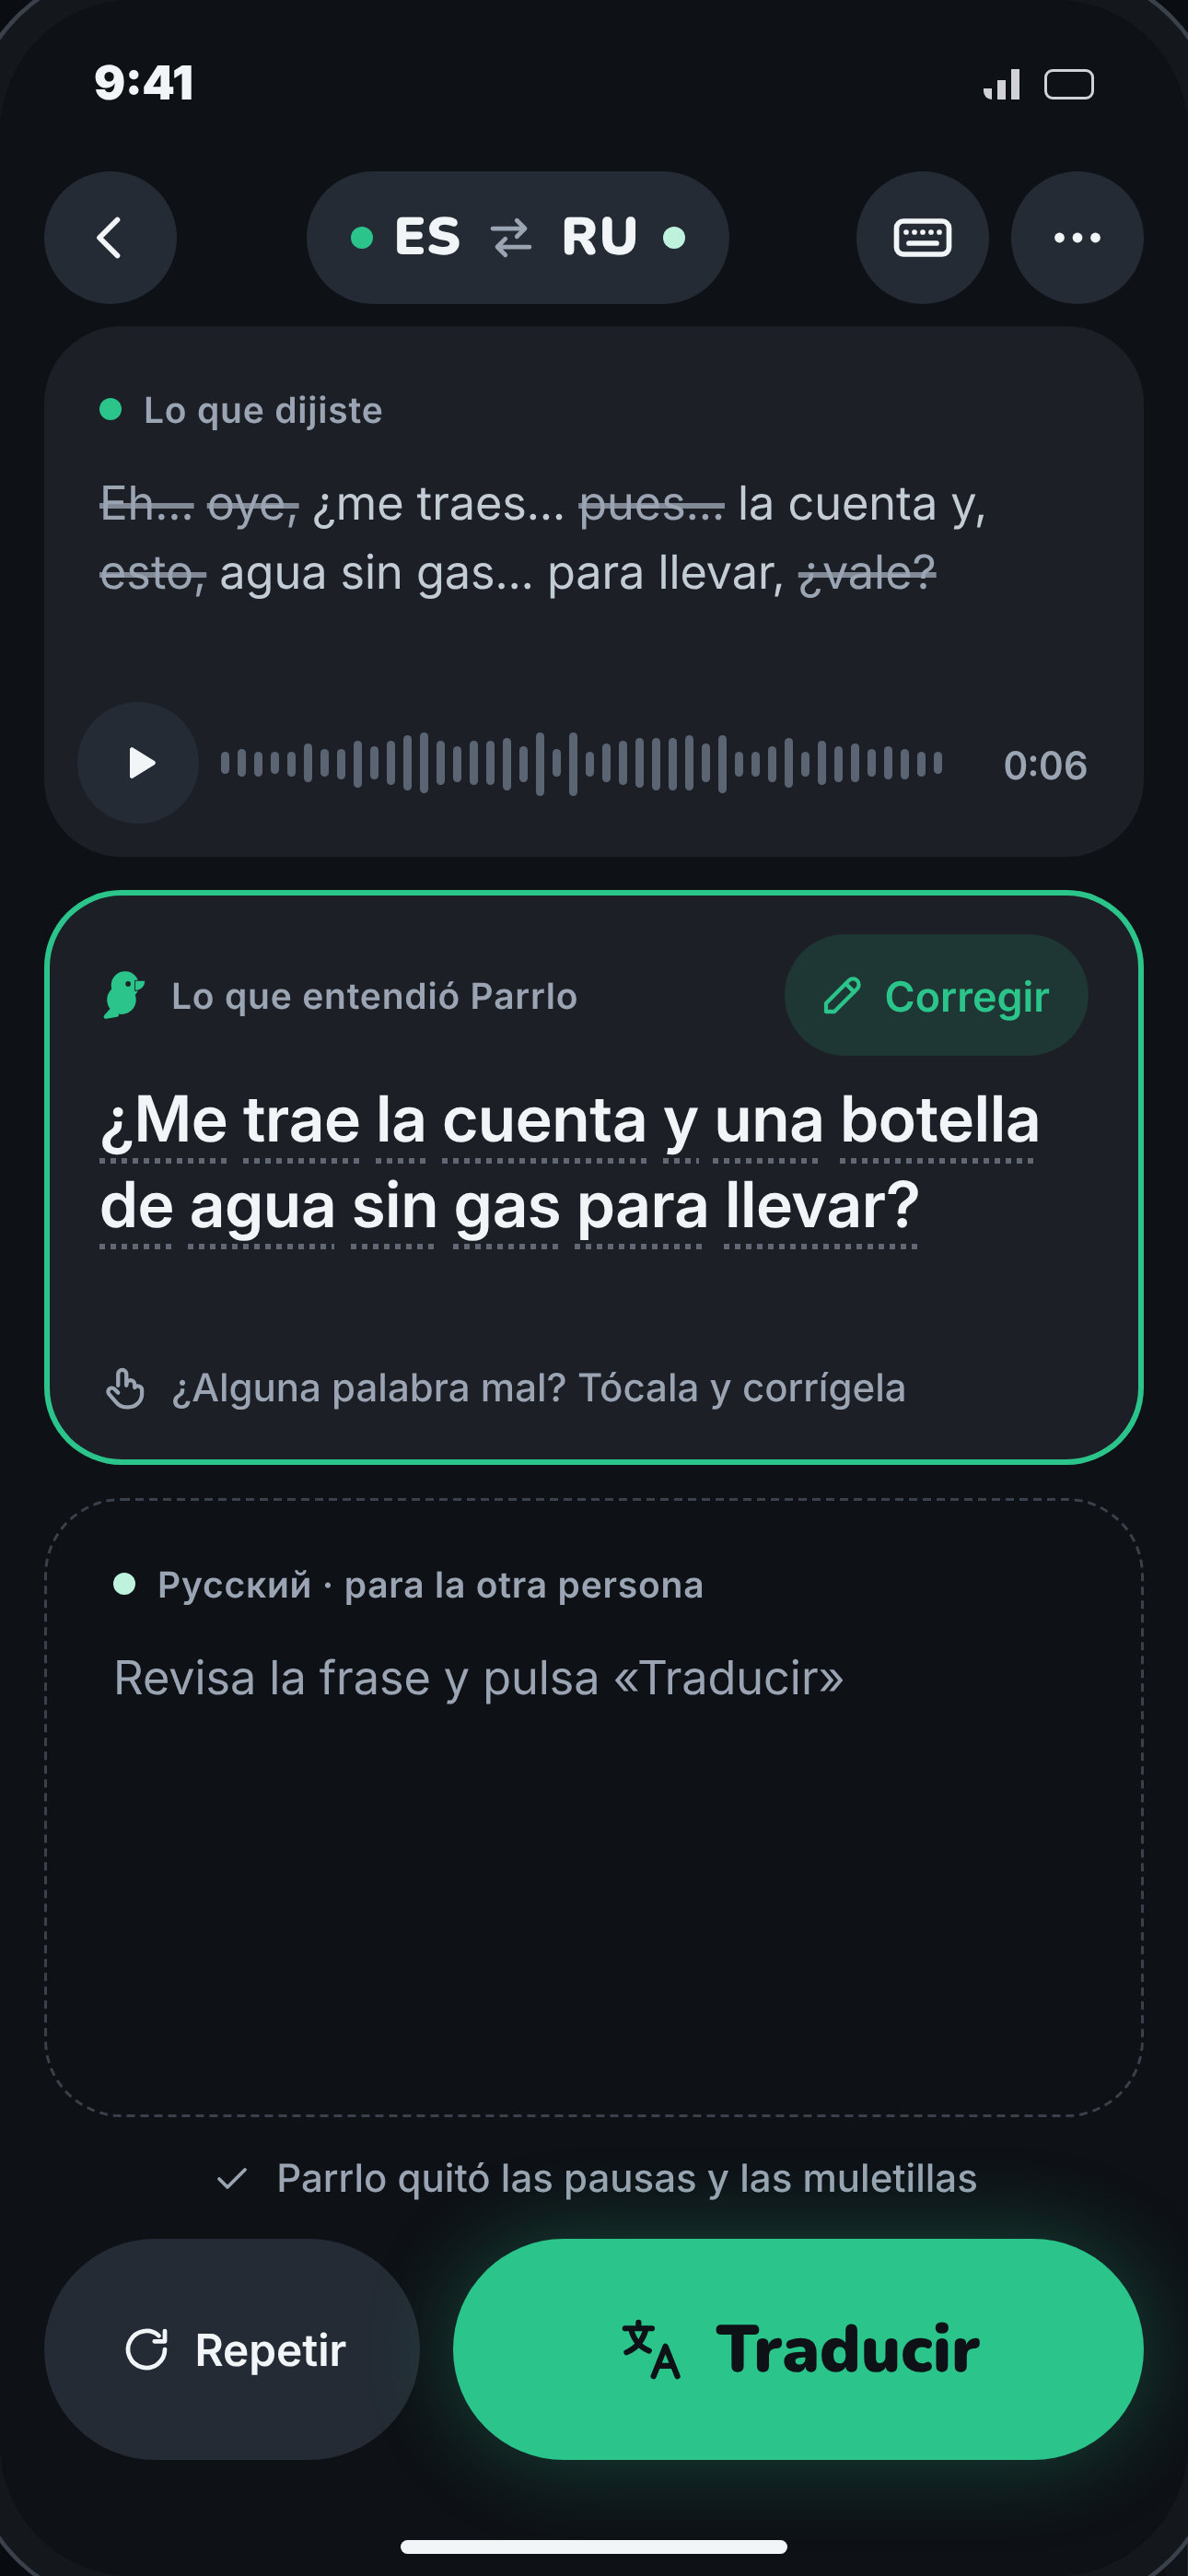 9:41
ES RU
Lo que dijiste
Eh... oye, ¿me traes... pues... la cuenta y,
esto, agua sin gas... para llevar, ¿vale?
0:06
Lo que entendió Parrlo
Corregir
¿Me trae la cuenta y una botella
de agua sin gas para llevar?
¿Alguna palabra mal? Tócala y corrígela
Русский · para la otra persona
Revisa la frase y pulsa «Traducir»
Parrlo quitó las pausas y las muletillas
Repetir
Traducir